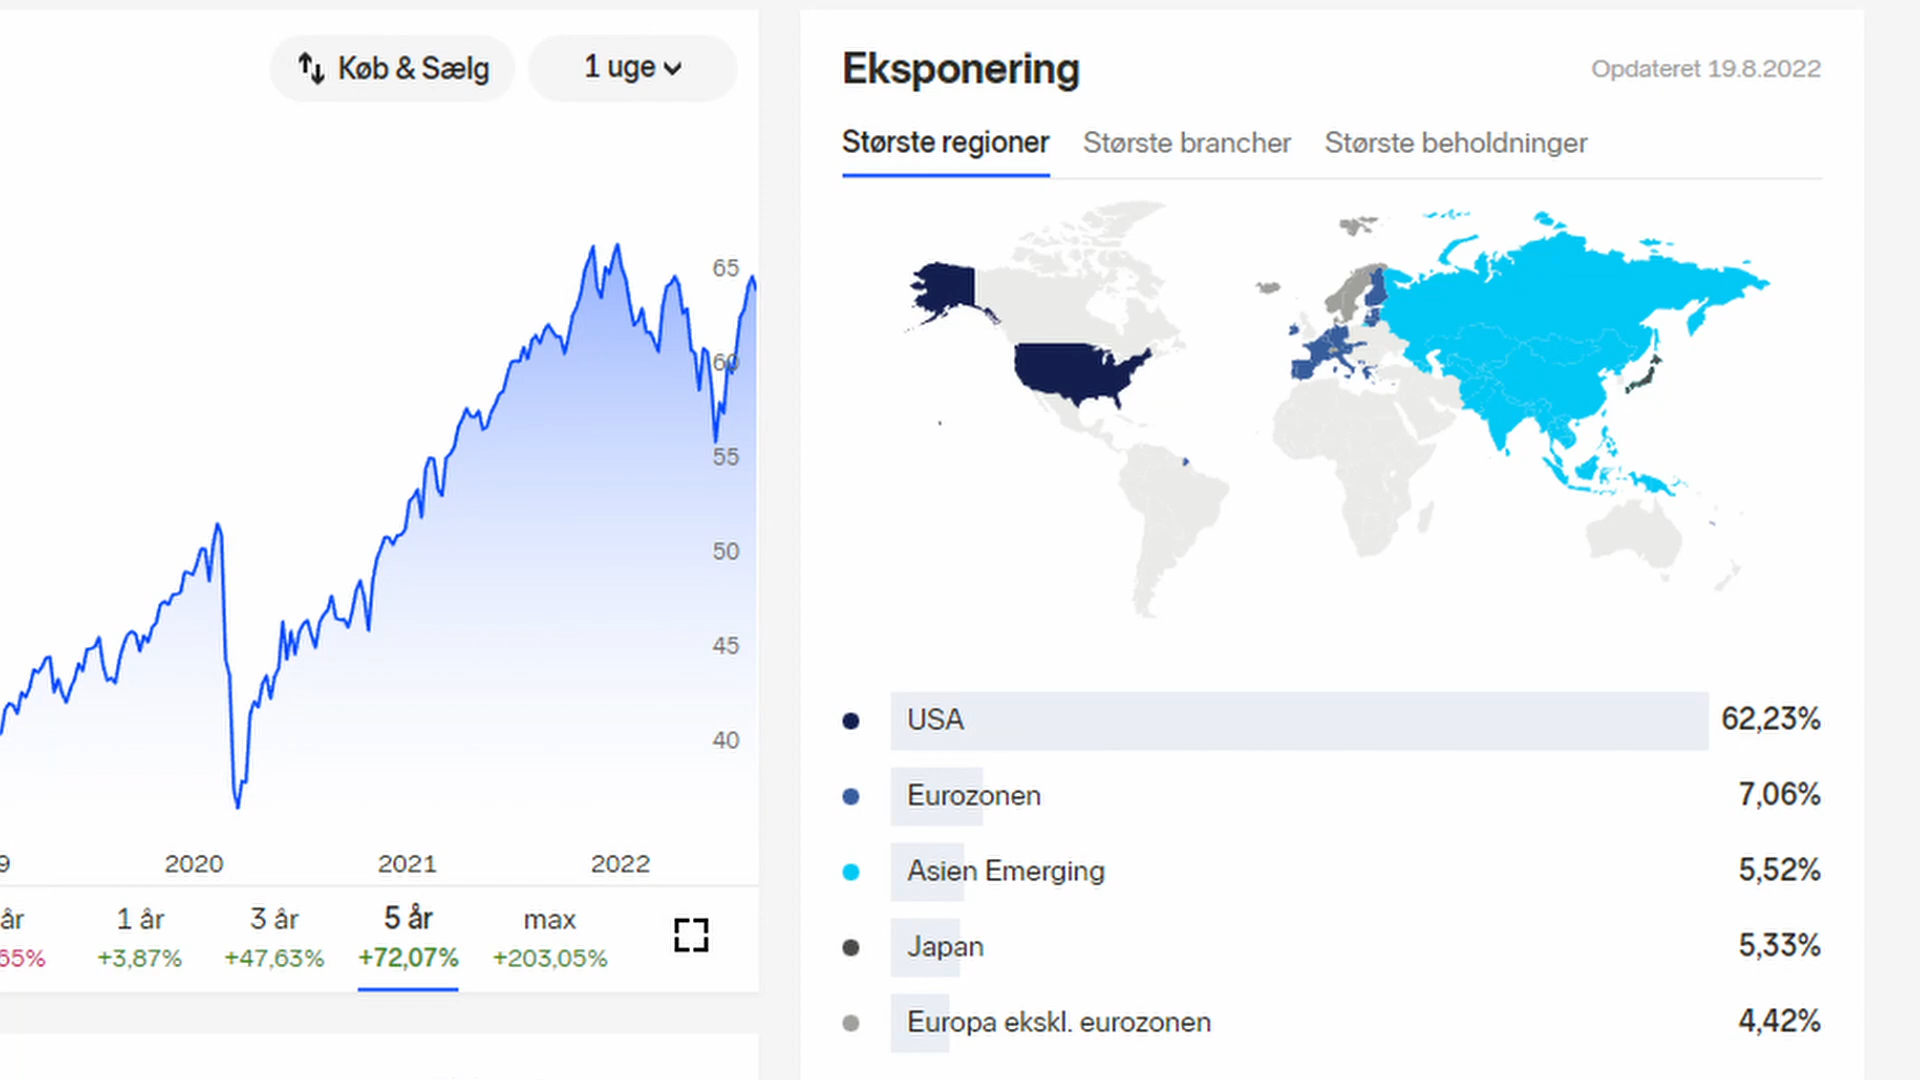 Køb & Sælg
1 uge
65
60
55
50
45
40
9
2020
2021
2022
år
1 år
3 år
5 år
max
65%
+3,87%
+47,63%
+72,07%
+203,05%
Eksponering
Opdateret 19.8.2022
Største regioner
Største brancher
Største beholdninger
USA
62,23%
Eurozonen
7,06%
Asien Emerging
5,52%
Japan
5,33%
Europa ekskl. eurozonen
4,42%